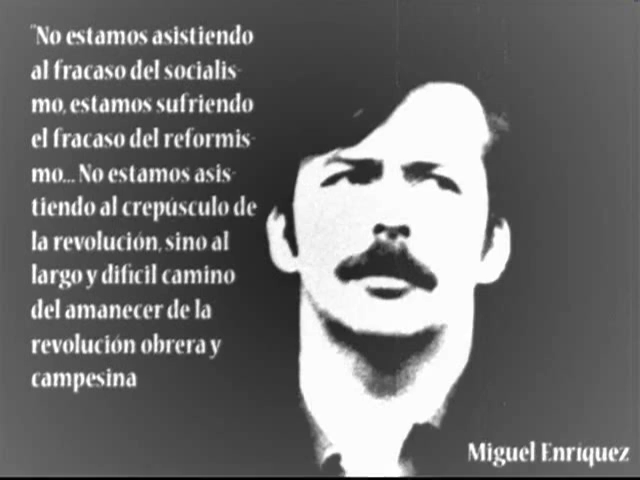 "No estamos asistiendo
al fracaso del socialis-
mo, estamos sufriendo
el fracaso del reformis-
mo... No estamos asis-
tiendo al crepúsculo de
la revolución, sino al
largo y dificil camino
del amanecer de la
revolución obrera y
campesina
Miguel Enríquez